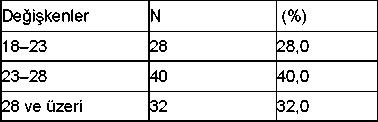 Değişkenler N (%)
18–23 28 28,0
23–28 40 40,0
28 ve üzeri 32 32,0